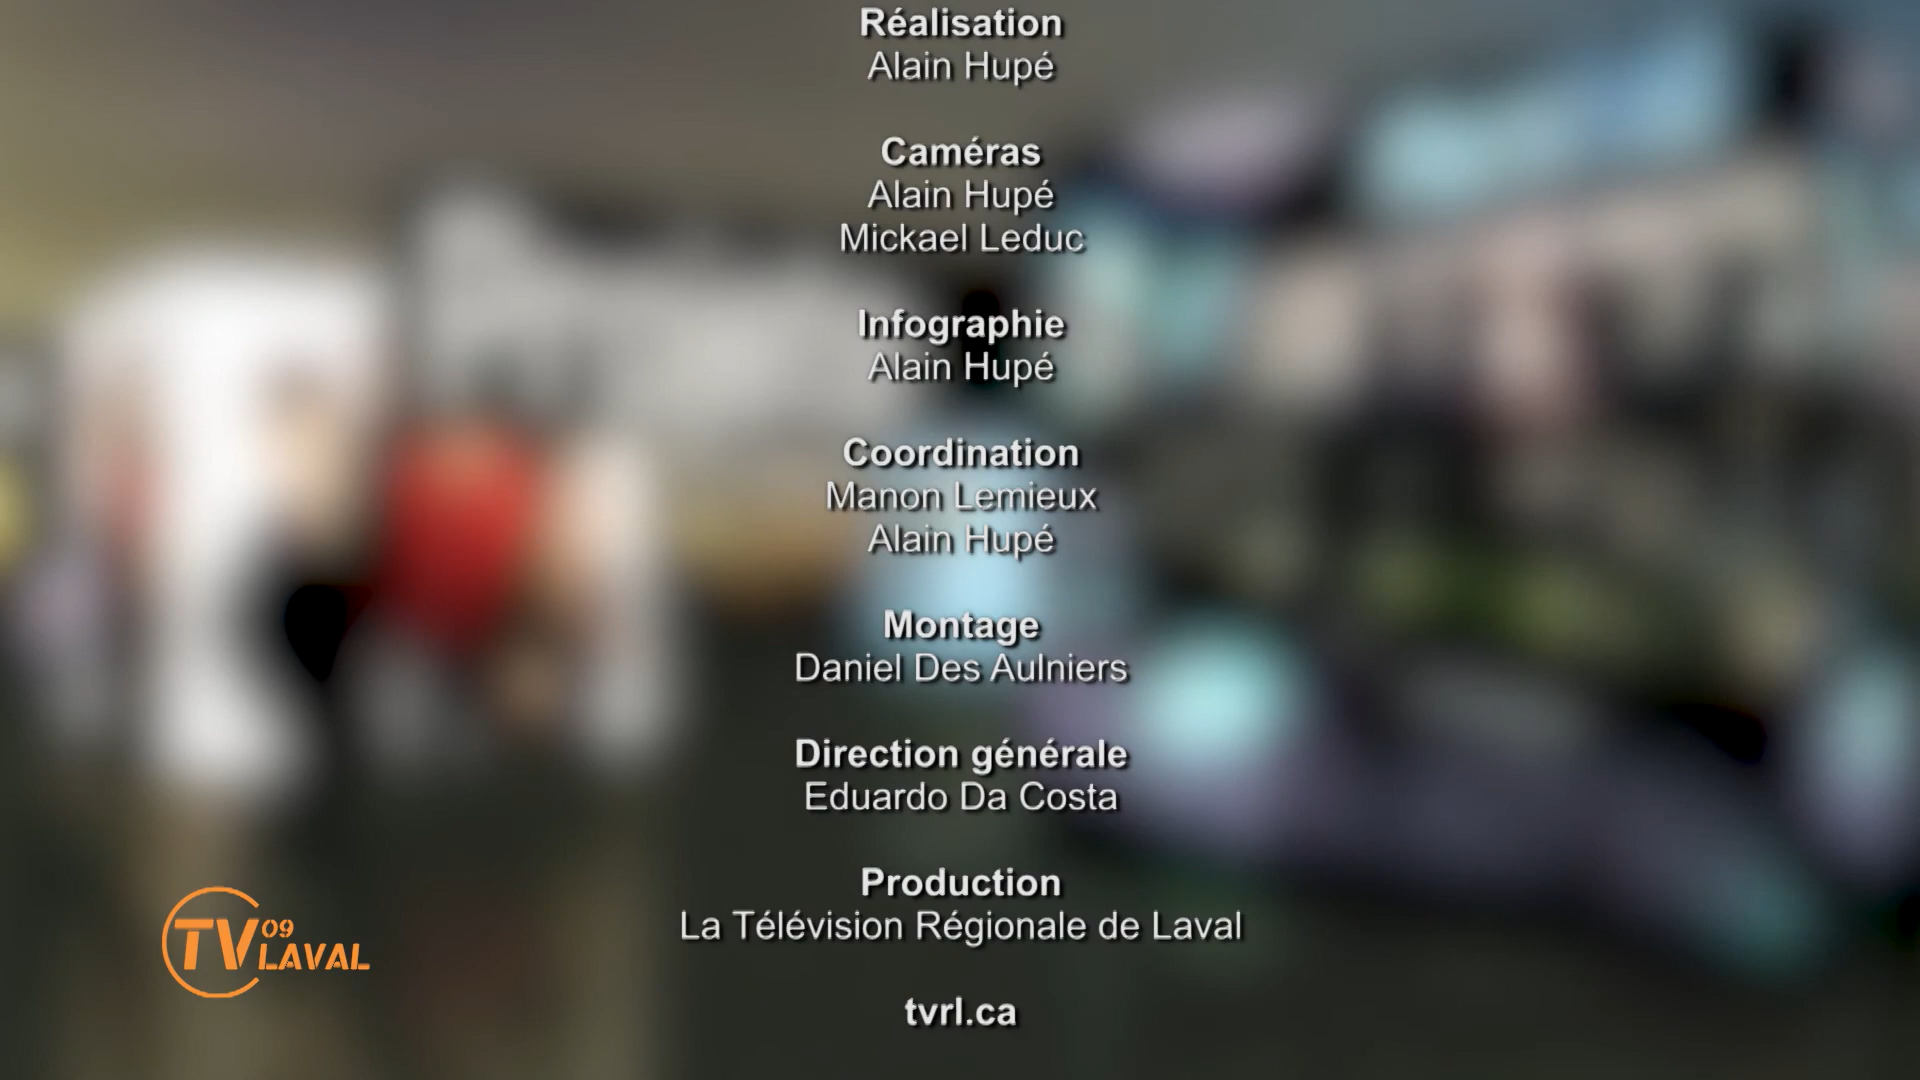 Réalisation
Alain Hupé
Caméras
Alain Hupé
Mickael Leduc
Infographie
Alain Hupé
Coordination
Manon Lemieux
Alain Hupé
Montage
Daniel Des Aulniers
Direction générale
Eduardo Da Costa
Production
La Télévision Régionale de Laval
tvrl.ca
TV 09
LAVAL